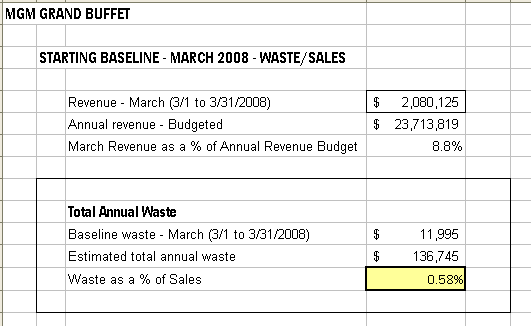 MGM GRAND BUFFET
STARTING BASELINE - MARCH 2008 - WASTE/SALES
Revenue - March (3/1 to 3/31/2008) $ 2,080,125
Annual revenue - Budgeted $ 23,713,819
March Revenue as a % of Annual Revenue Budget 8.8%
Total Annual Waste
Baseline waste - March (3/1 to 3/31/2008) $ 11,995
Estimated total annual waste $ 136,745
Waste as a % of Sales 0.58%